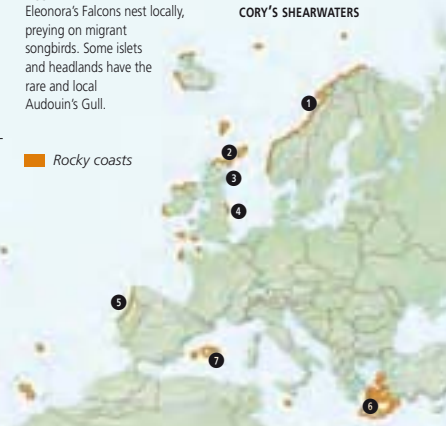 Eleonora's Falcons nest locally,
preying on migrant
songbirds. Some islets
and headlands have the
rare and local
Audouin's Gull.
CORY'S SHEARWATERS
Rocky coasts
1
2
3
4
5
7
6